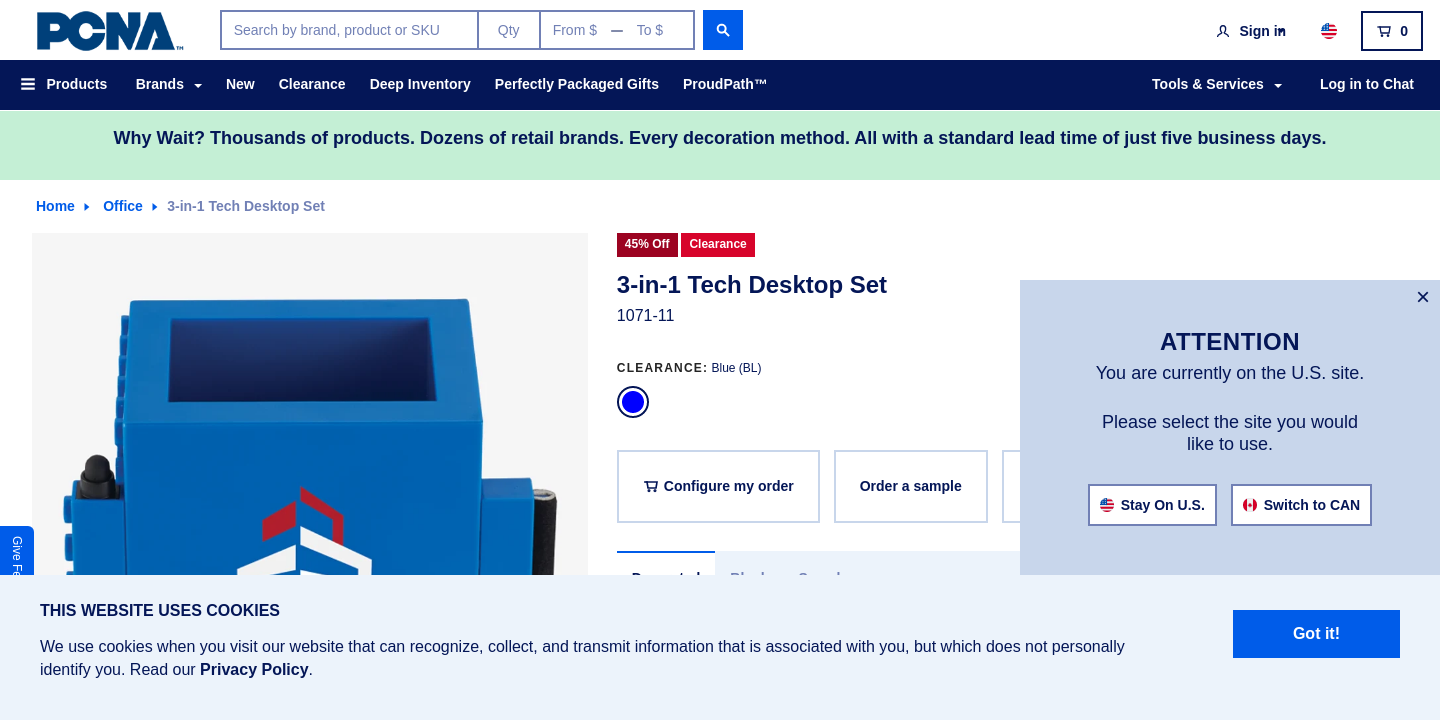 PCNA™
Search by brand, product or SKU
Qty
From $
To $
Sign in
0
Products
Brands
New
Clearance
Deep Inventory
Perfectly Packaged Gifts
ProudPath™
Tools & Services
Log in to Chat
Why Wait? Thousands of products. Dozens of retail brands. Every decoration method. All with a standard lead time of just five business days.
Home
Office
3-in-1 Tech Desktop Set
45% Off
Clearance
3-in-1 Tech Desktop Set
1071-11
CLEARANCE: Blue (BL)
Configure my order
Order a sample
ATTENTION
You are currently on the U.S. site.
Please select the site you would
like to use.
Stay On U.S.
Switch to CAN
Give
THIS WEBSITE USES COOKIES
We use cookies when you visit our website that can recognize, collect, and transmit information that is associated with you, but which does not personally
identify you. Read our Privacy Policy.
Got it!